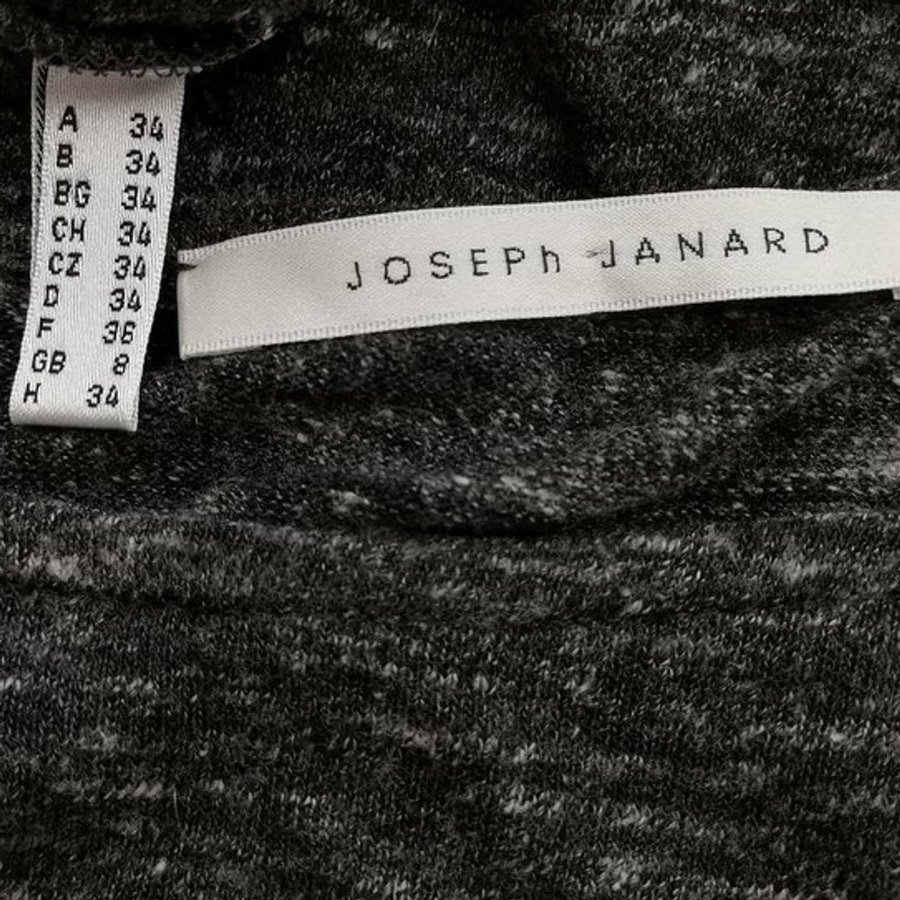 A 34
B 34
BG 34
CH 34
CZ 34
D 34
F 36
GB 8
H 34
JOSEPh JANARD